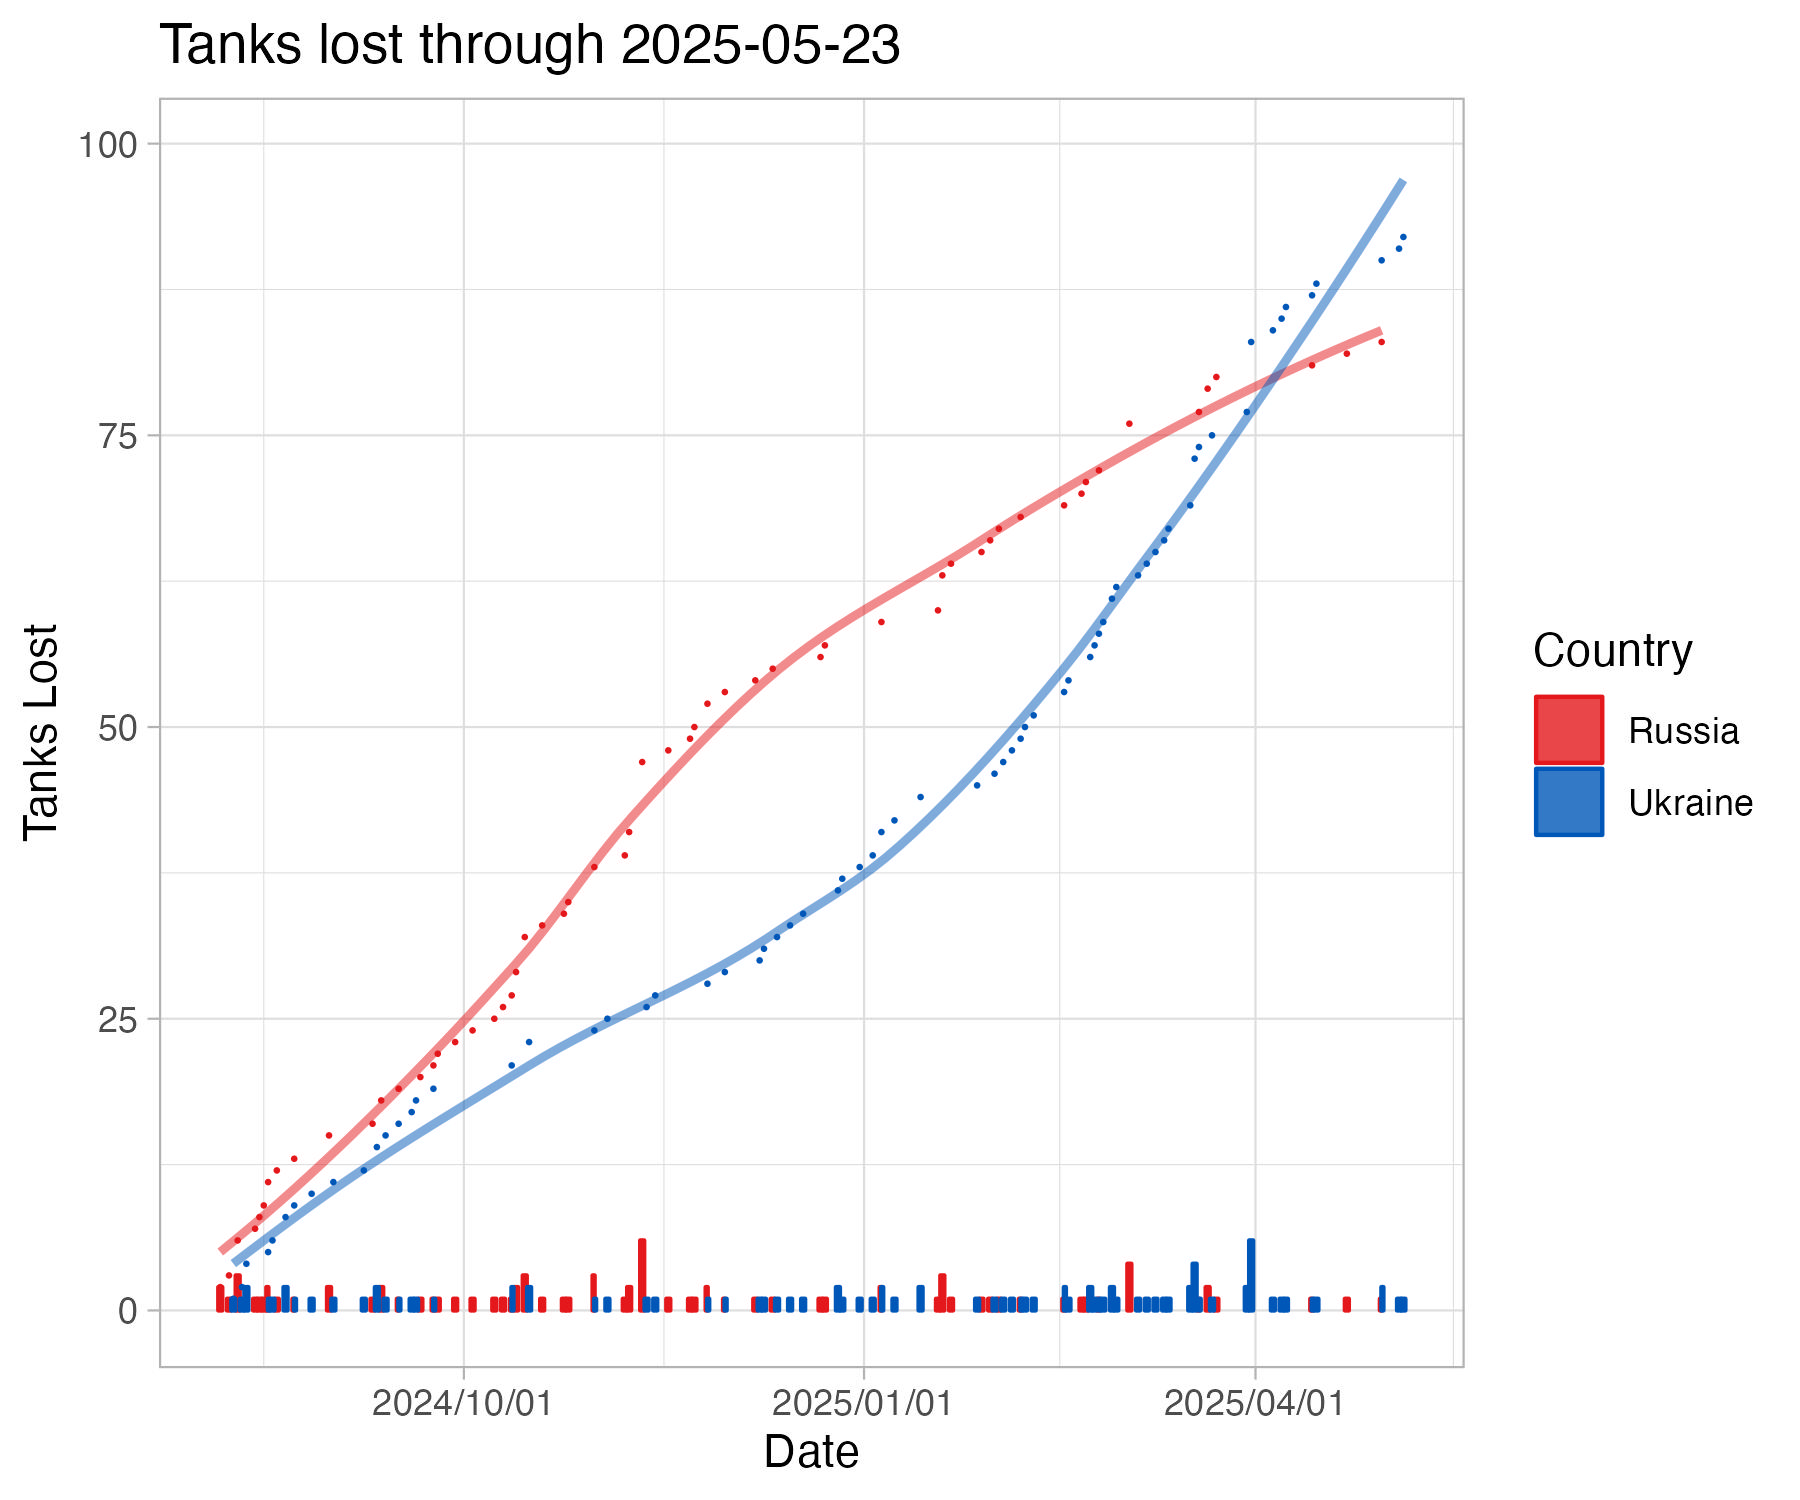 Tanks lost through 2025-05-23
100
75
50
25
0
Tanks Lost
2024/10/01
2025/01/01
2025/04/01
Date
Country
Russia
Ukraine